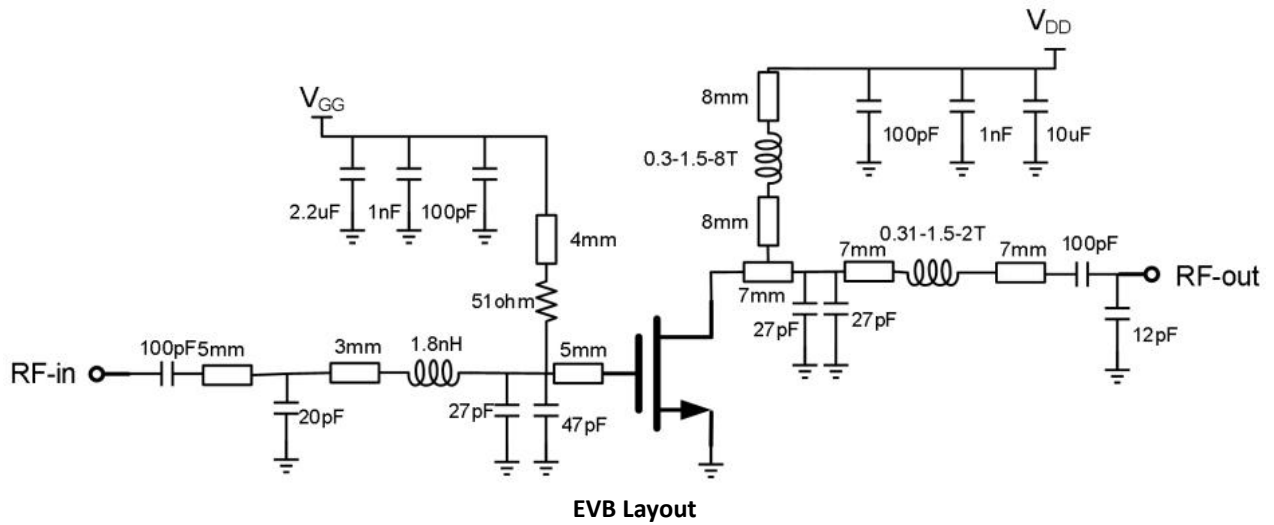 V_DD
8mm
100pF
1nF
10uF
0.3-1.5-8T
8mm
V_GG
2.2uF
1nF
100pF
4mm
51ohm
0.31-1.5-2T
7mm
7mm
7mm
100pF
RF-out
27pF
27pF
12pF
RF-in
100pF
5mm
3mm
1.8nH
5mm
20pF
27pF
47pF
EVB Layout